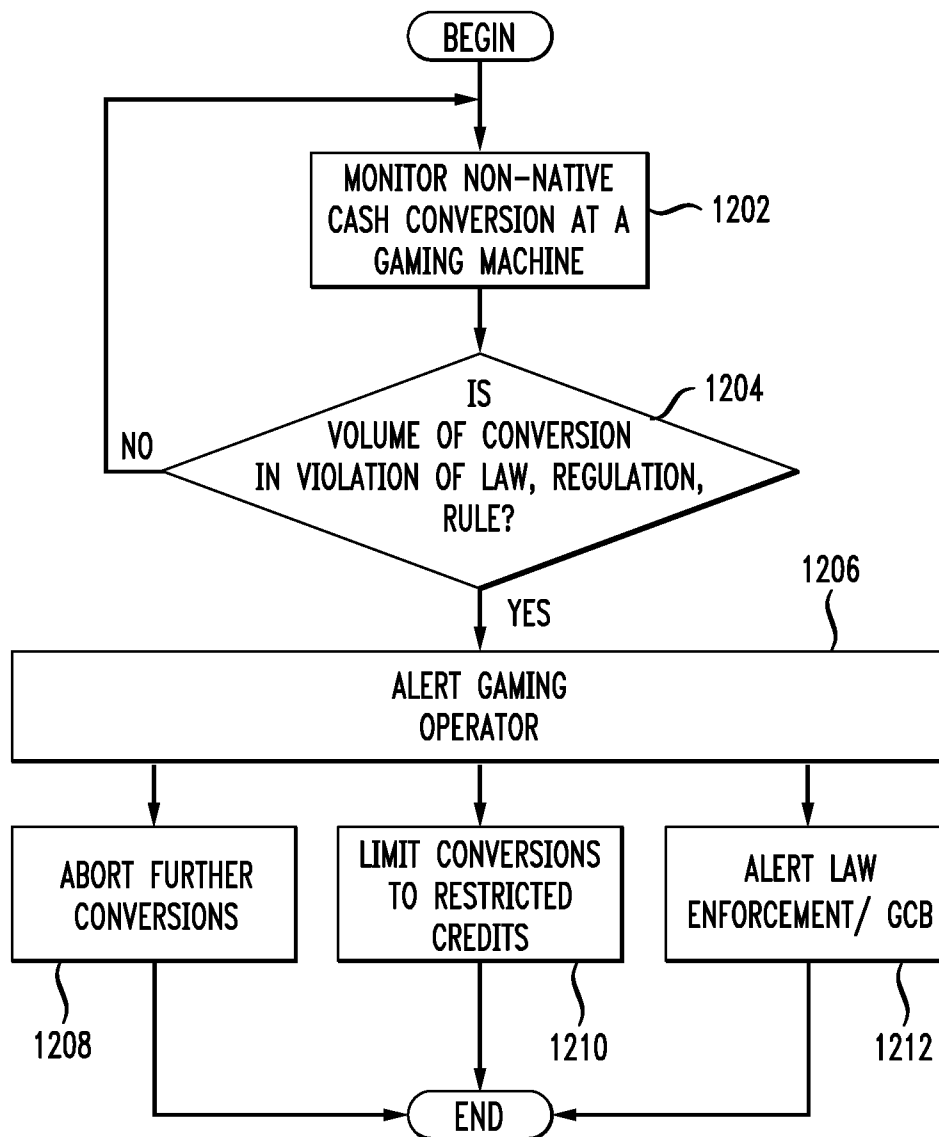 BEGIN
MONITOR NON-NATIVE
CASH CONVERSION AT A
GAMING MACHINE
1202
IS
VOLUME OF CONVERSION
IN VIOLATION OF LAW, REGULATION,
RULE?
1204
NO
YES
1206
ALERT GAMING
OPERATOR
ABORT FURTHER
CONVERSIONS
1208
LIMIT CONVERSIONS
TO RESTRICTED
CREDITS
1210
ALERT LAW
ENFORCEMENT/ GCB
1212
END